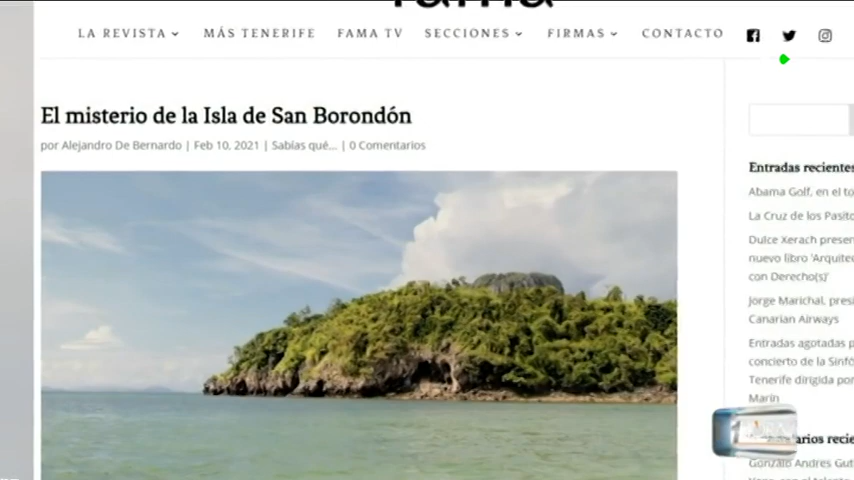 LA REVISTA MÁS TENERIFE FAMA TV SECCIONES FIRMAS CONTACTO
El misterio de la Isla de San Borondón
por Alejandro De Bernardo | Feb 10, 2021 | Sabías qué... | 0 Comentarios
Entradas recientes
Abama Golf, en el to
La Cruz de los Pasito
Dulce Xerach presen
nuevo libro 'Arquitec
con Derecho(s)'
Jorge Marichal, presi
Canarian Airways
Entradas agotadas p
concierto de la Sinfó
Tenerife dirigida por
Marín
arios recie
Gonzalo Andres Gut